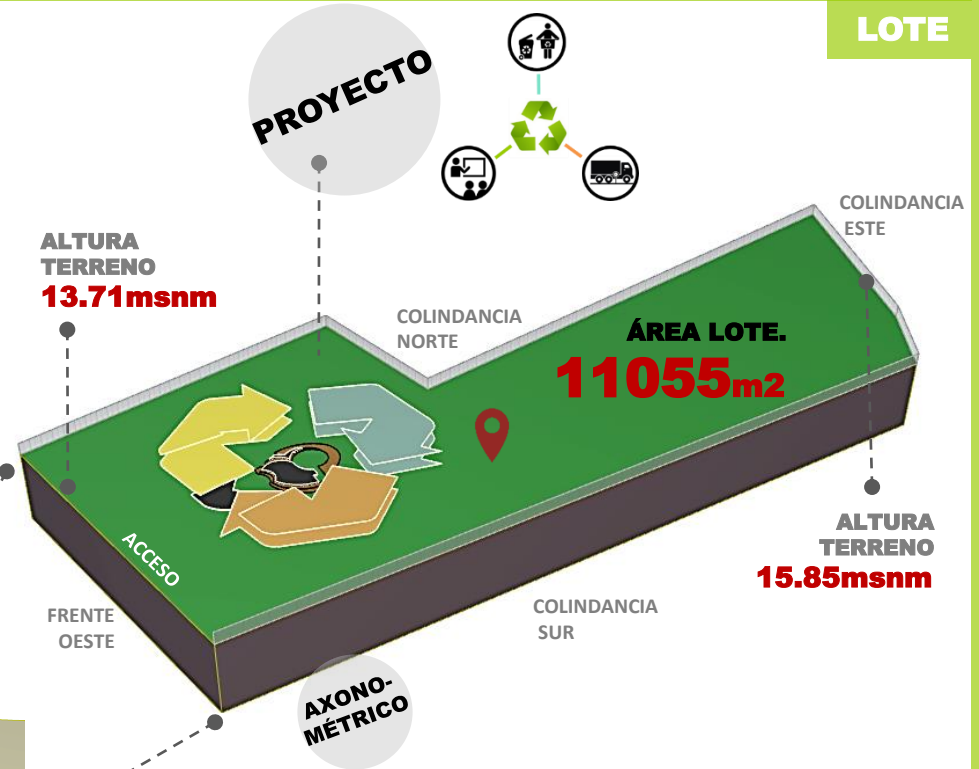 LOTE
PROYECTO
COLINDANCIA
ESTE
ALTURA
TERRENO
13.71msnm
COLINDANCIA
NORTE
ÁREA LOTE.
11055m2
ACCESO
ALTURA
TERRENO
15.85msnm
FRENTE
OESTE
COLINDANCIA
SUR
AXONO-
MÉTRICO